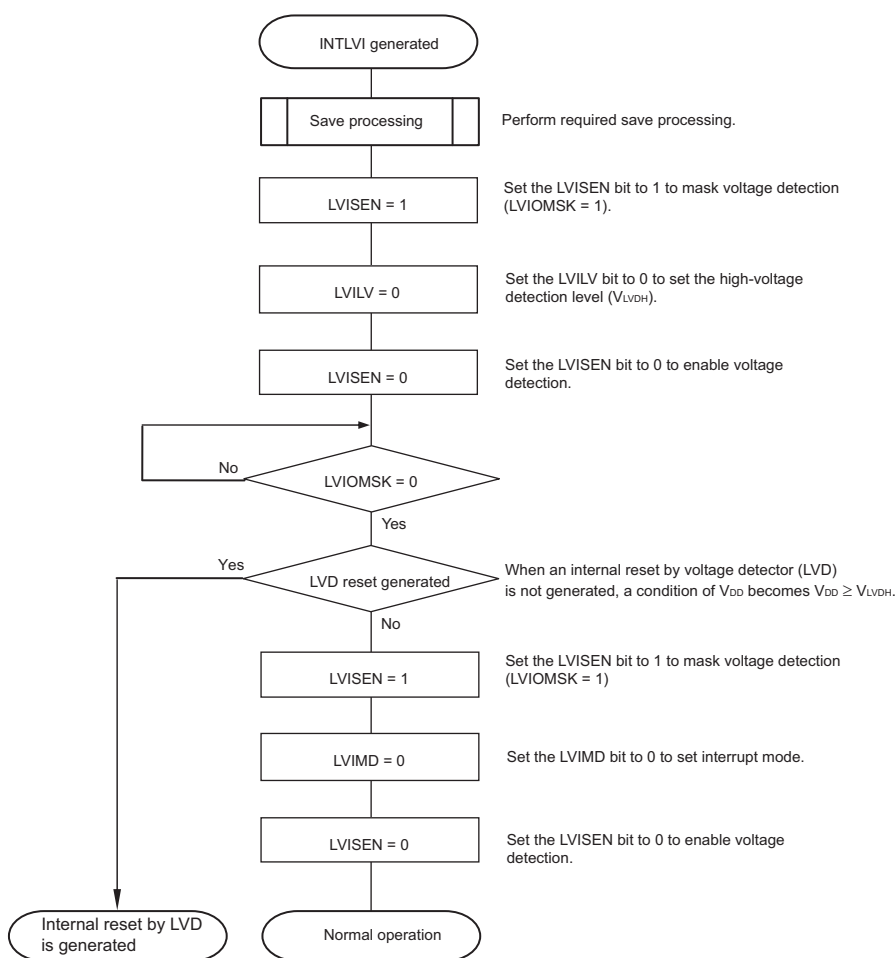 INTLVI generated
Save processing
Perform required save processing.
LVISEN = 1
Set the LVISEN bit to 1 to mask voltage detection
(LVIOMSK = 1).
LVILV = 0
Set the LVILV bit to 0 to set the high-voltage
detection level (VLVDH).
LVISEN = 0
Set the LVISEN bit to 0 to enable voltage
detection.
No
LVIOMSK = 0
Yes
Yes
LVD reset generated
When an internal reset by voltage detector (LVD)
is not generated, a condition of VDD becomes VDD ≥ VLVDH.
No
LVISEN = 1
Set the LVISEN bit to 1 to mask voltage detection
(LVIOMSK = 1)
LVIMD = 0
Set the LVIMD bit to 0 to set interrupt mode.
LVISEN = 0
Set the LVISEN bit to 0 to enable voltage
detection.
Internal reset by LVD
is generated
Normal operation